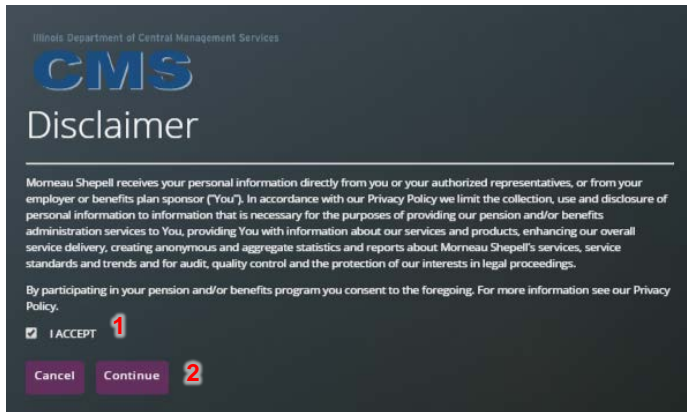 Illinois Department of Central Management Services
CMS
Disclaimer
Morneau Shepell receives your personal information directly from you or your authorized representatives, or from your
employer or benefits plan sponsor ("You"). In accordance with our Privacy Policy we limit the collection, use and disclosure of
personal information to information that is necessary for the purposes of providing our pension and/or benefits
administration services to You, providing You with information about our services and products, enhancing our overall
service delivery, creating anonymous and aggregate statistics and reports about Morneau Shepell's services, service
standards and trends and for audit, quality control and the protection of our interests in legal proceedings.
By participating in your pension and/or benefits program you consent to the foregoing. For more information see our Privacy
Policy.
I ACCEPT 1
Cancel Continue 2